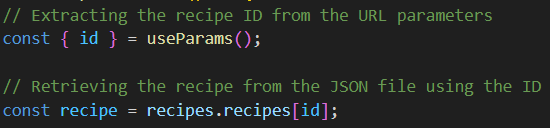 // Extracting the recipe ID from the URL parameters
const { id } = useParams();
// Retrieving the recipe from the JSON file using the ID
const recipe = recipes.recipes[id];